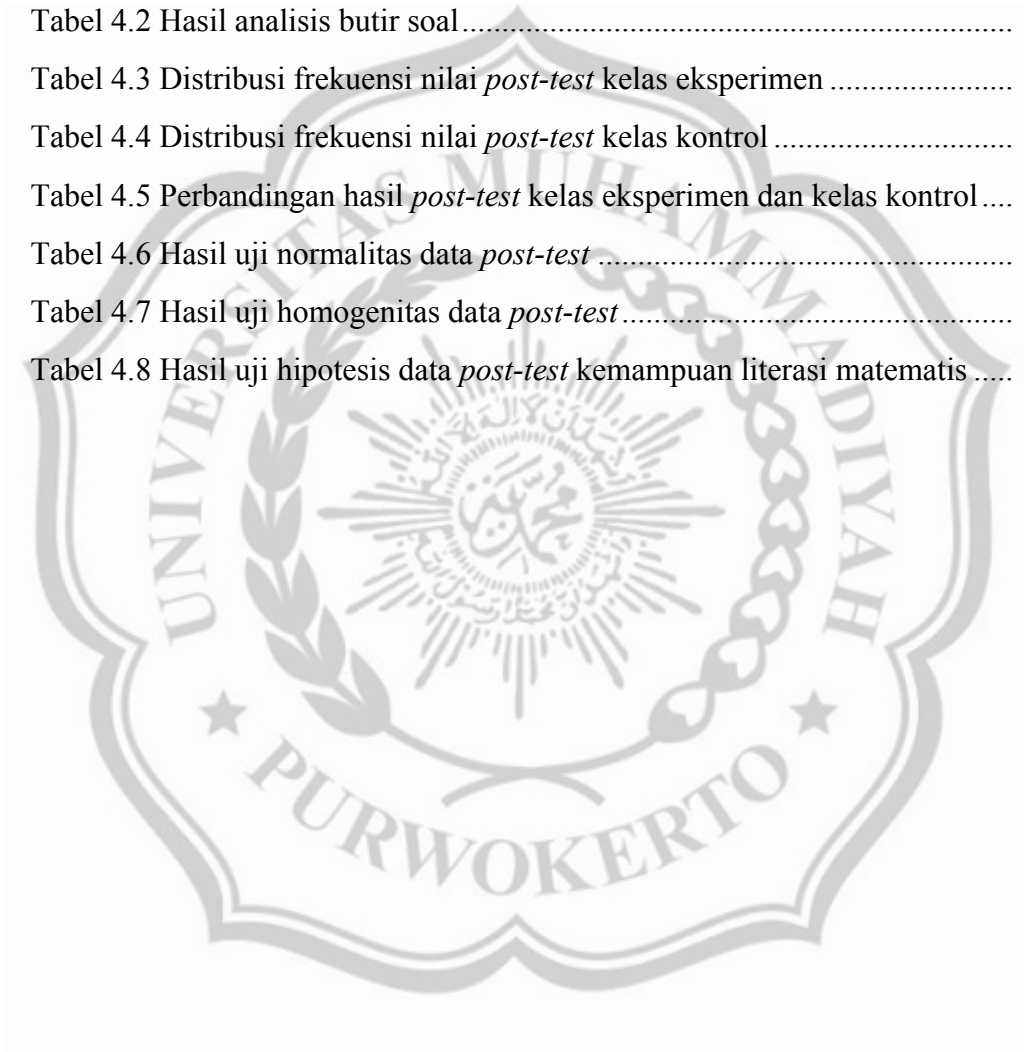 Tabel 4.2 Hasil analisis butir soal......................................................................
Tabel 4.3 Distribusi frekuensi nilai post-test kelas eksperimen .......................
Tabel 4.4 Distribusi frekuensi nilai post-test kelas kontrol ..............................
Tabel 4.5 Perbandingan hasil post-test kelas eksperimen dan kelas kontrol ....
Tabel 4.6 Hasil uji normalitas data post-test ....................................................
Tabel 4.7 Hasil uji homogenitas data post-test .................................................
Tabel 4.8 Hasil uji hipotesis data post-test kemampuan literasi matematis .....
UNIVERSITAS MUHAMMADIYAH
PURWOKERTO